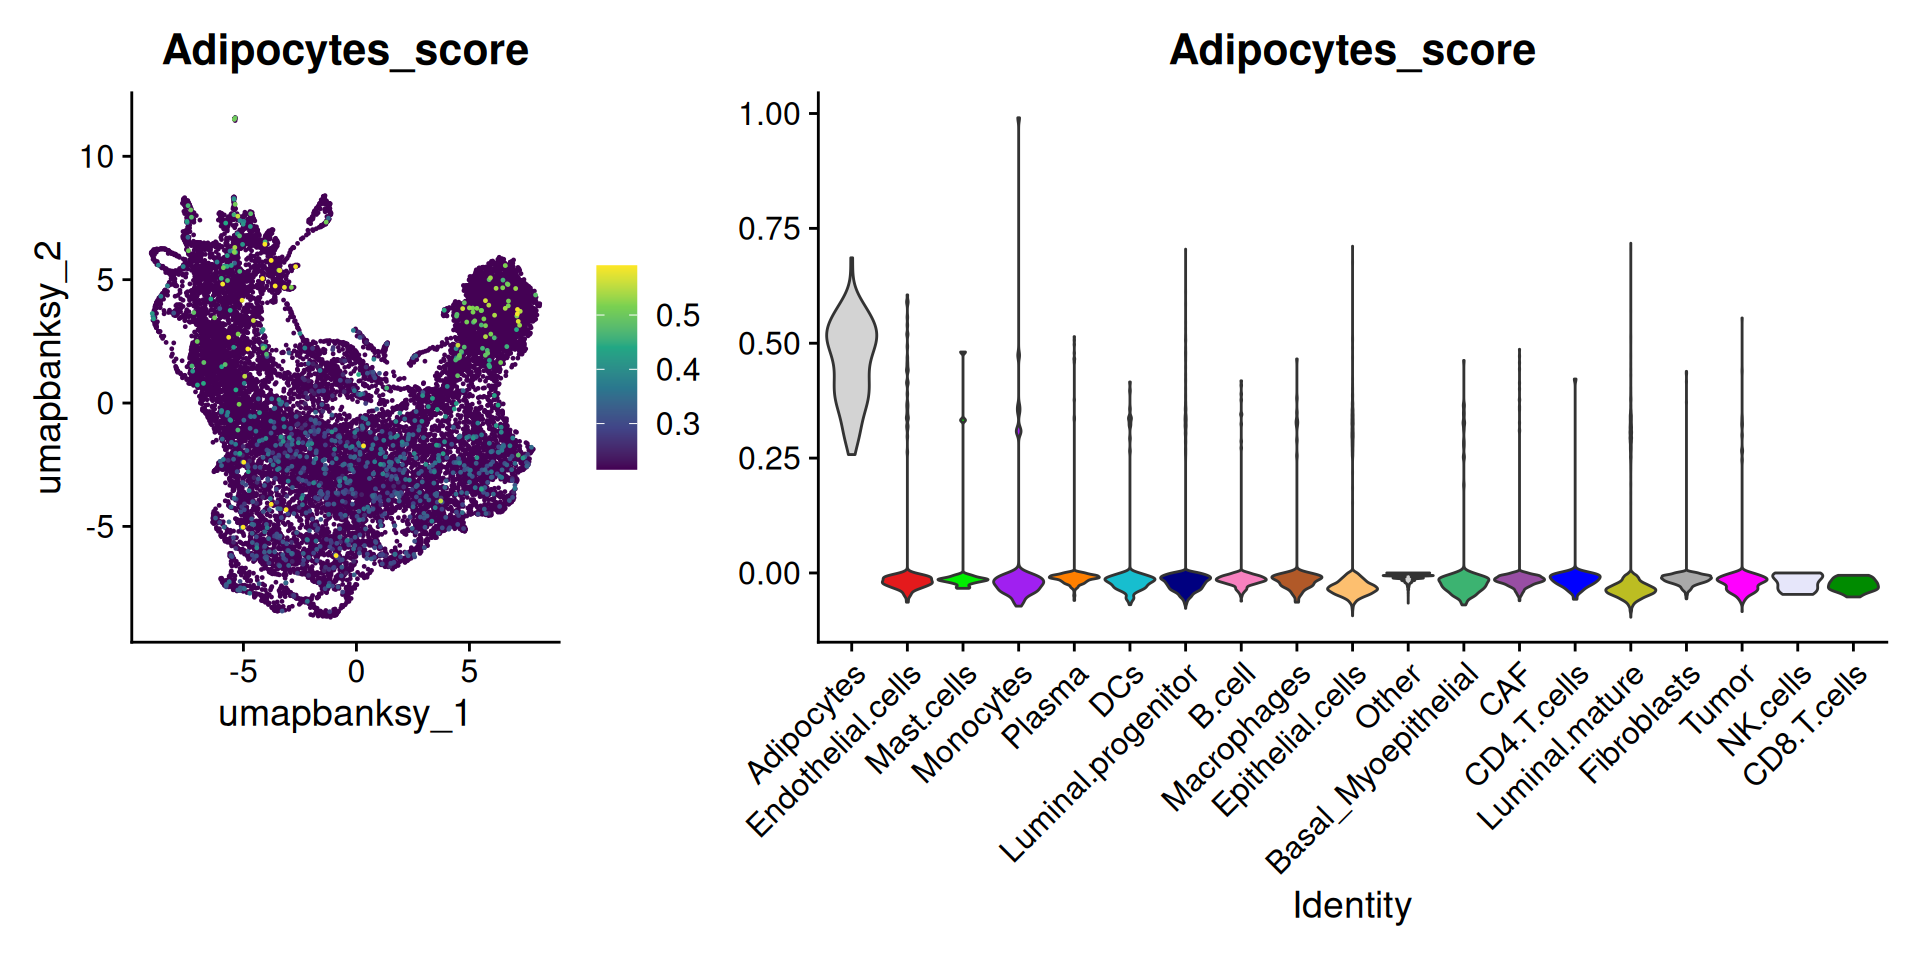 Adipocytes_score
10
5
0
-5
umapbanksy_2
-5
0
5
umapbanksy_1
0.5
0.4
0.3
Adipocytes_score
1.00
0.75
0.50
0.25
0.00
Adipocytes
Endothelial.cells
Mast.cells
Monocytes
Plasma
DCs
Luminal.progenitor
B.cell
Macrophages
Epithelial.cells
Other
Basal_Myoepithelial
CAF
CD4.T.cells
Luminal.mature
Fibroblasts
Tumor
NK.cells
CD8.T.cells
Identity